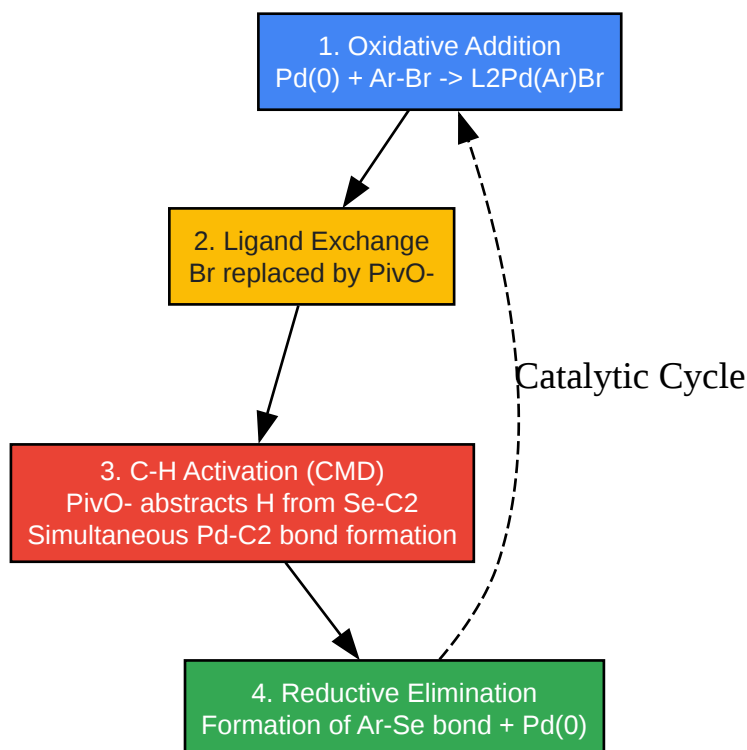 1. Oxidative Addition
Pd(0) + Ar-Br -> L2Pd(Ar)Br
2. Ligand Exchange
Br replaced by PivO-
Catalytic Cycle
3. C-H Activation (CMD)
PivO- abstracts H from Se-C2
Simultaneous Pd-C2 bond formation
4. Reductive Elimination
Formation of Ar-Se bond + Pd(0)